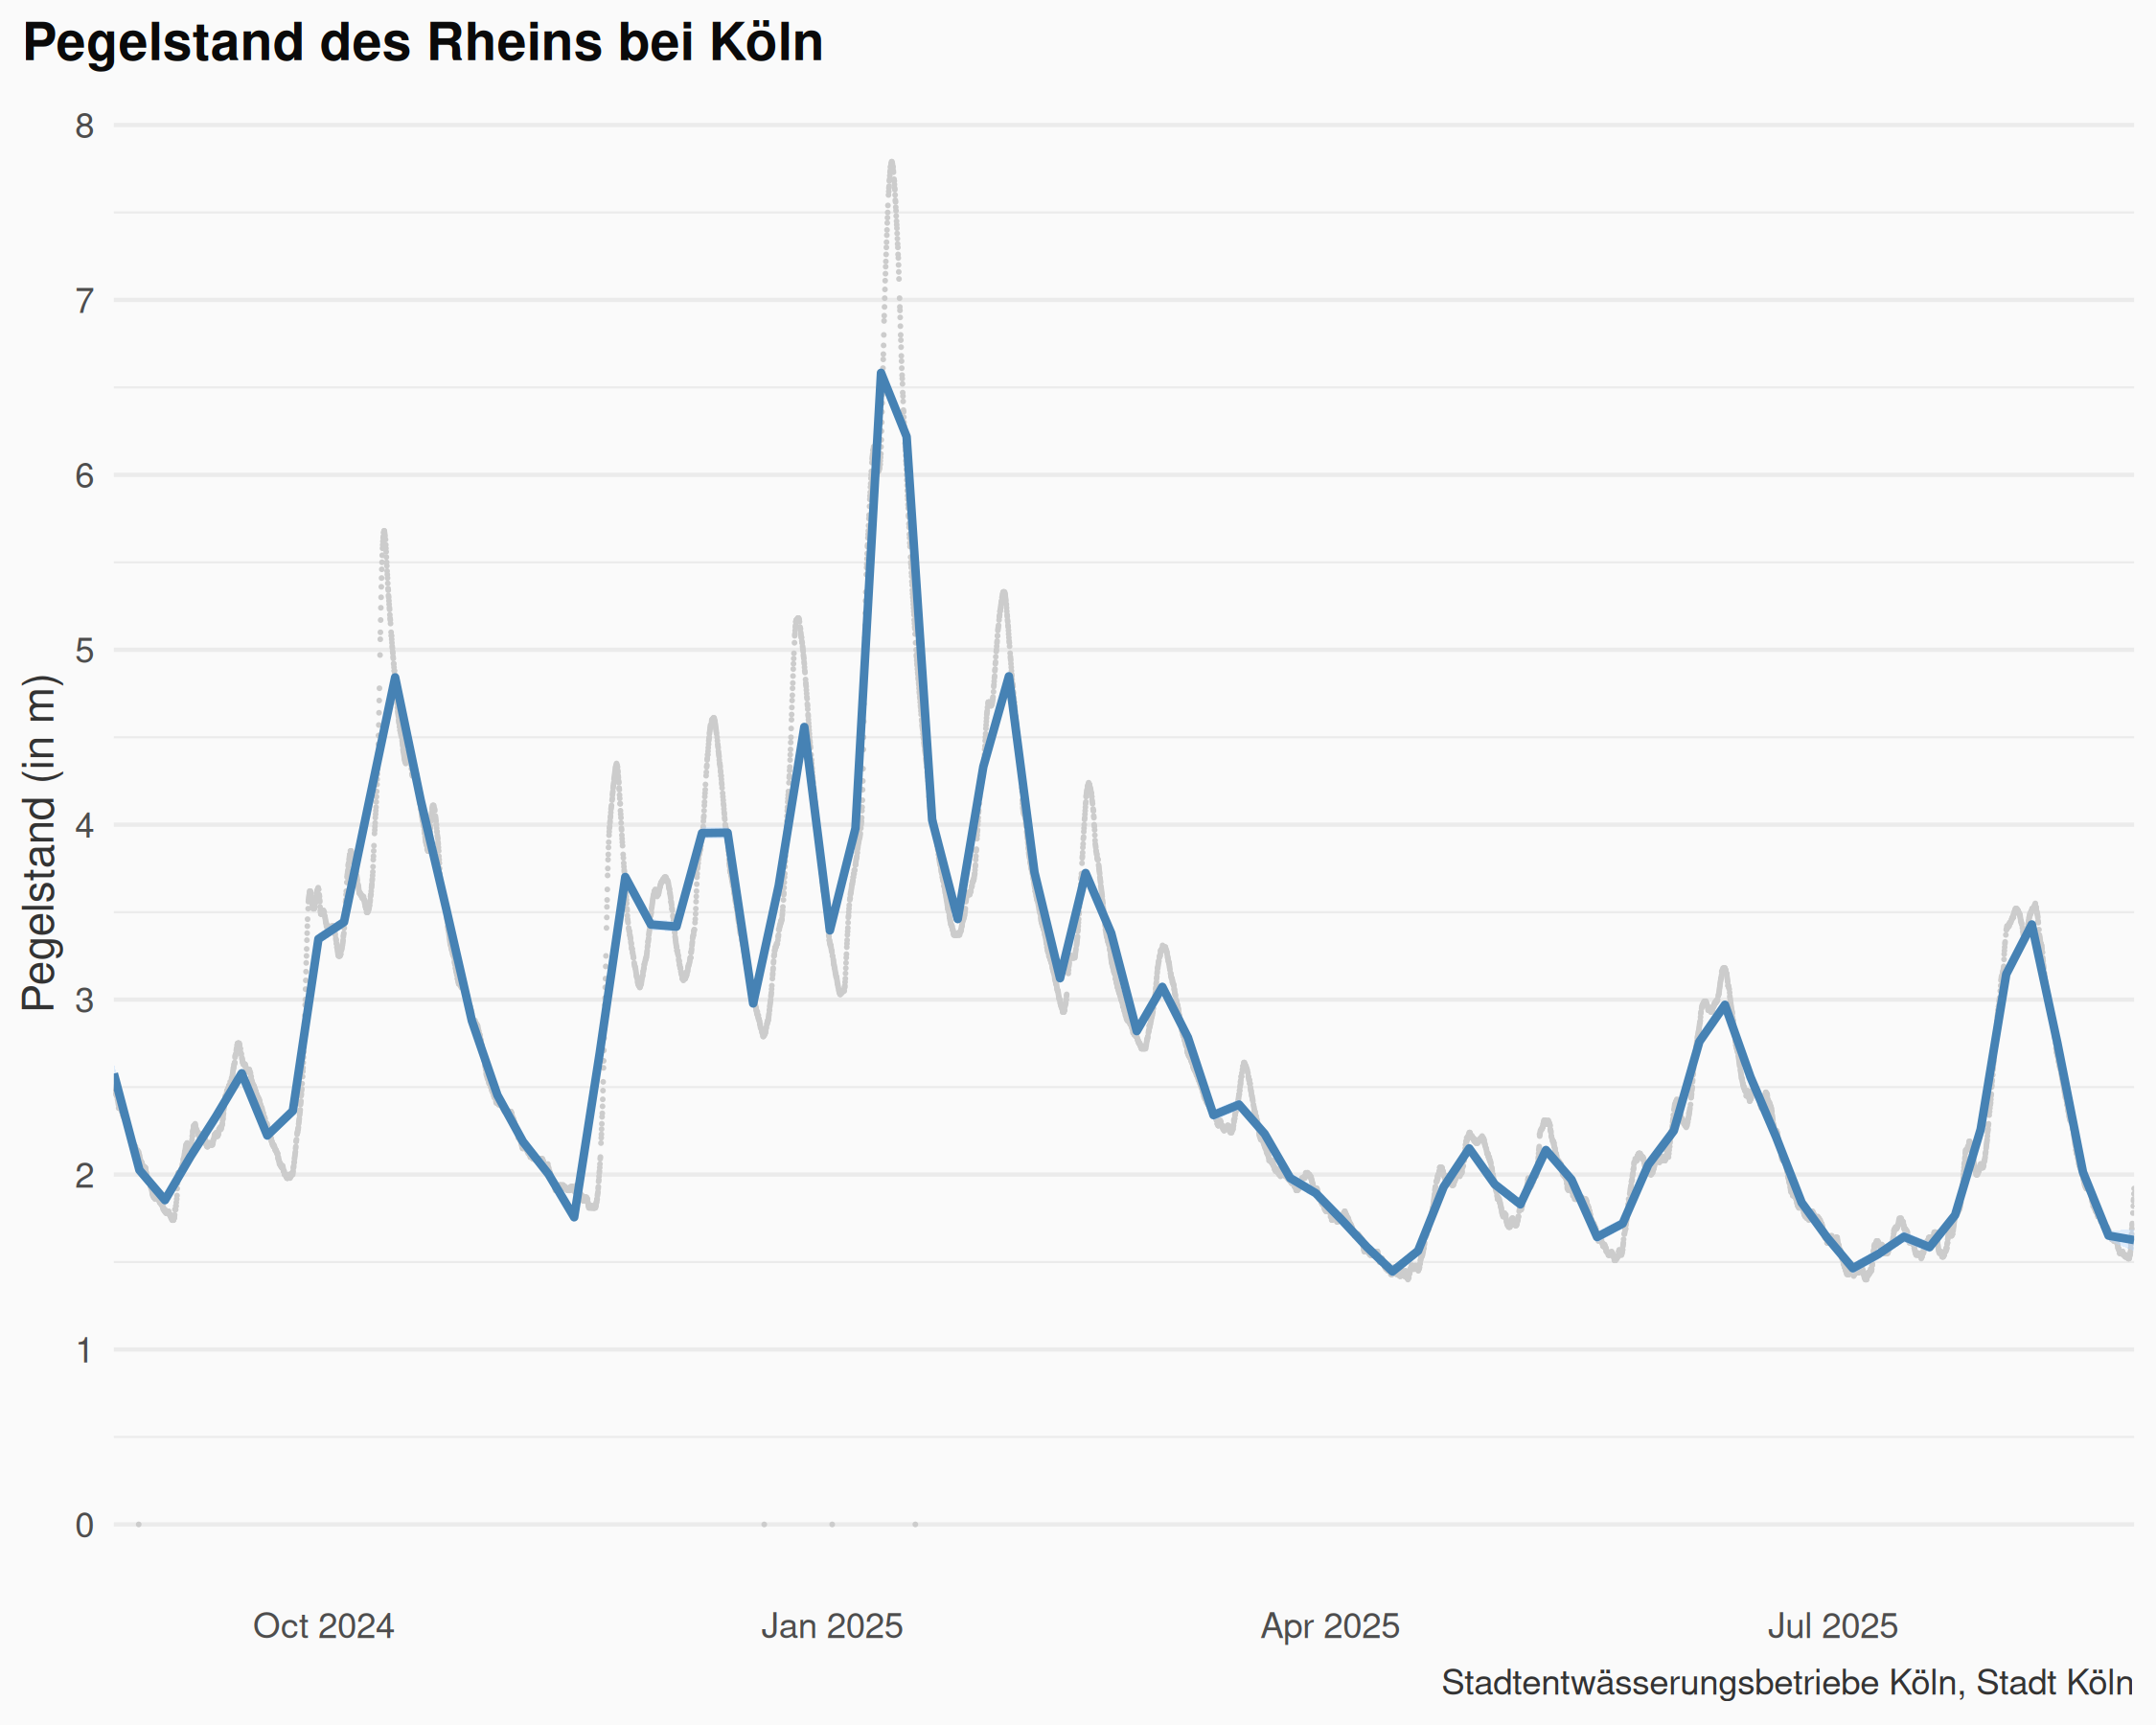 Pegelstand des Rheins bei Köln
Pegelstand (in m)
8
7
6
5
4
3
2
1
0
Oct 2024
Jan 2025
Apr 2025
Jul 2025
Stadtentwässerungsbetriebe Köln, Stadt Köln